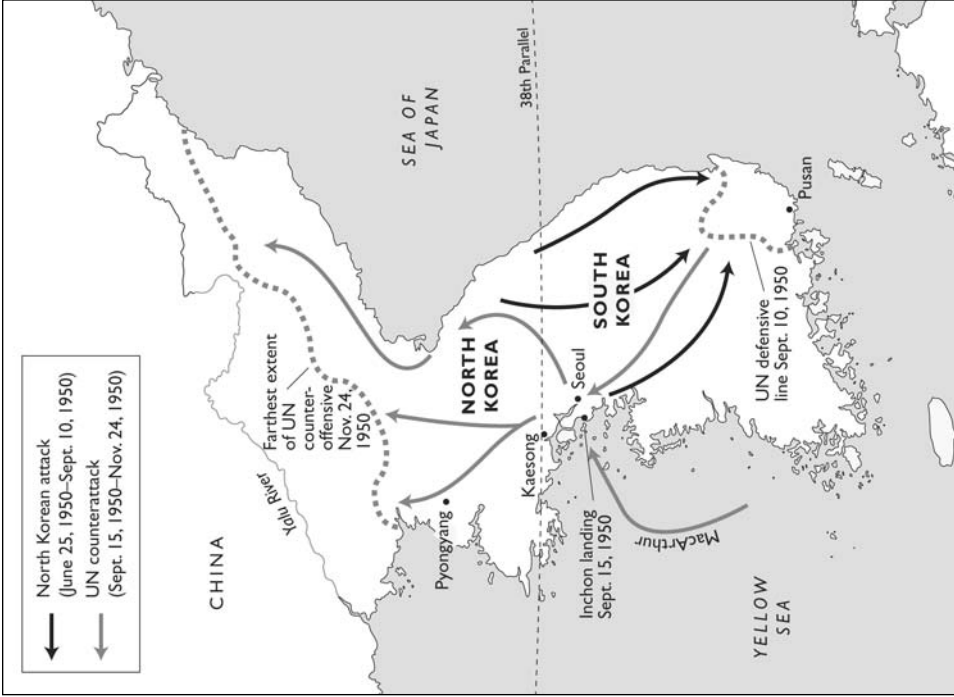 North Korean attack
(June 25, 1950–Sept. 10, 1950)
UN counterattack
(Sept. 15, 1950–Nov. 24, 1950)
CHINA
Yalu River
Farthest extent
of UN
counter-
offensive
Nov. 24,
1950
SEA OF
JAPAN
NORTH
KOREA
Pyongyang
38th Parallel
Kaesong
Seoul
Inchon landing
Sept. 15, 1950
SOUTH
KOREA
MacArthur
YELLOW
SEA
UN defensive
line Sept. 10, 1950
Pusan